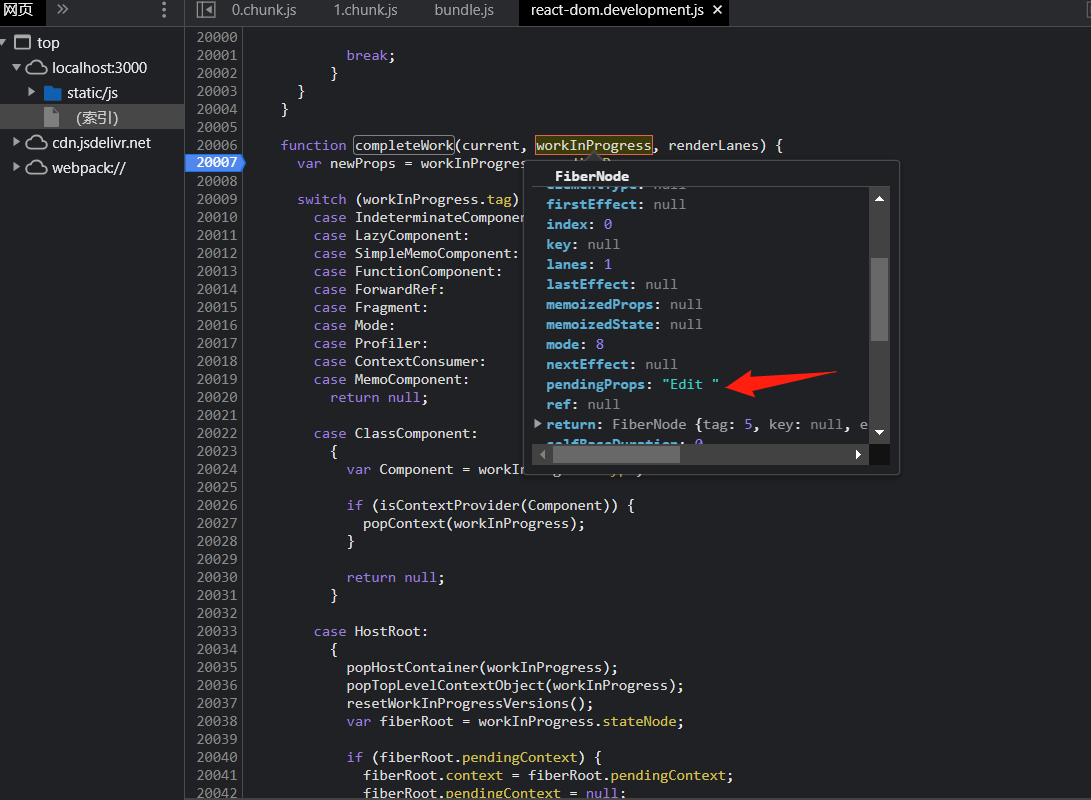 网页
0.chunk.js 1.chunk.js bundle.js react-dom.development.js ×
top
localhost:3000
static/js
(索引)
cdn.jsdelivr.net
webpack://
20000
20001 break;
20002 }
20003 }
20004 }
20005
20006 function completeWork(current, workInProgress, renderLanes) {
20007 var newProps = workInProgres
20008
20009 switch (workInProgress.tag)
20010 case IndeterminateComponen
20011 case LazyComponent:
20012 case SimpleMemoComponent:
20013 case FunctionComponent:
20014 case ForwardRef:
20015 case Fragment:
20016 case Mode:
20017 case Profiler:
20018 case ContextConsumer:
20019 case MemoComponent:
20020 return null;
20021
20022 case ClassComponent:
20023 {
20024 var Component = workIn
20025
20026 if (isContextProvider(Component)) {
20027 popContext(workInProgress);
20028 }
20029
20030 return null;
20031 }
20032
20033 case HostRoot:
20034 {
20035 popHostContainer(workInProgress);
20036 popTopLevelContextObject(workInProgress);
20037 resetWorkInProgressVersions();
20038 var fiberRoot = workInProgress.stateNode;
20039
20040 if (fiberRoot.pendingContext) {
20041 fiberRoot.context = fiberRoot.pendingContext;
20042 fiberRoot.pendingContext = null;
FiberNode
elementType: null
firstEffect: null
index: 0
key: null
lanes: 1
lastEffect: null
memoizedProps: null
memoizedState: null
mode: 8
nextEffect: null
pendingProps: "Edit "
ref: null
return: FiberNode {tag: 5, key: null, e
selfBaseDuration: 0